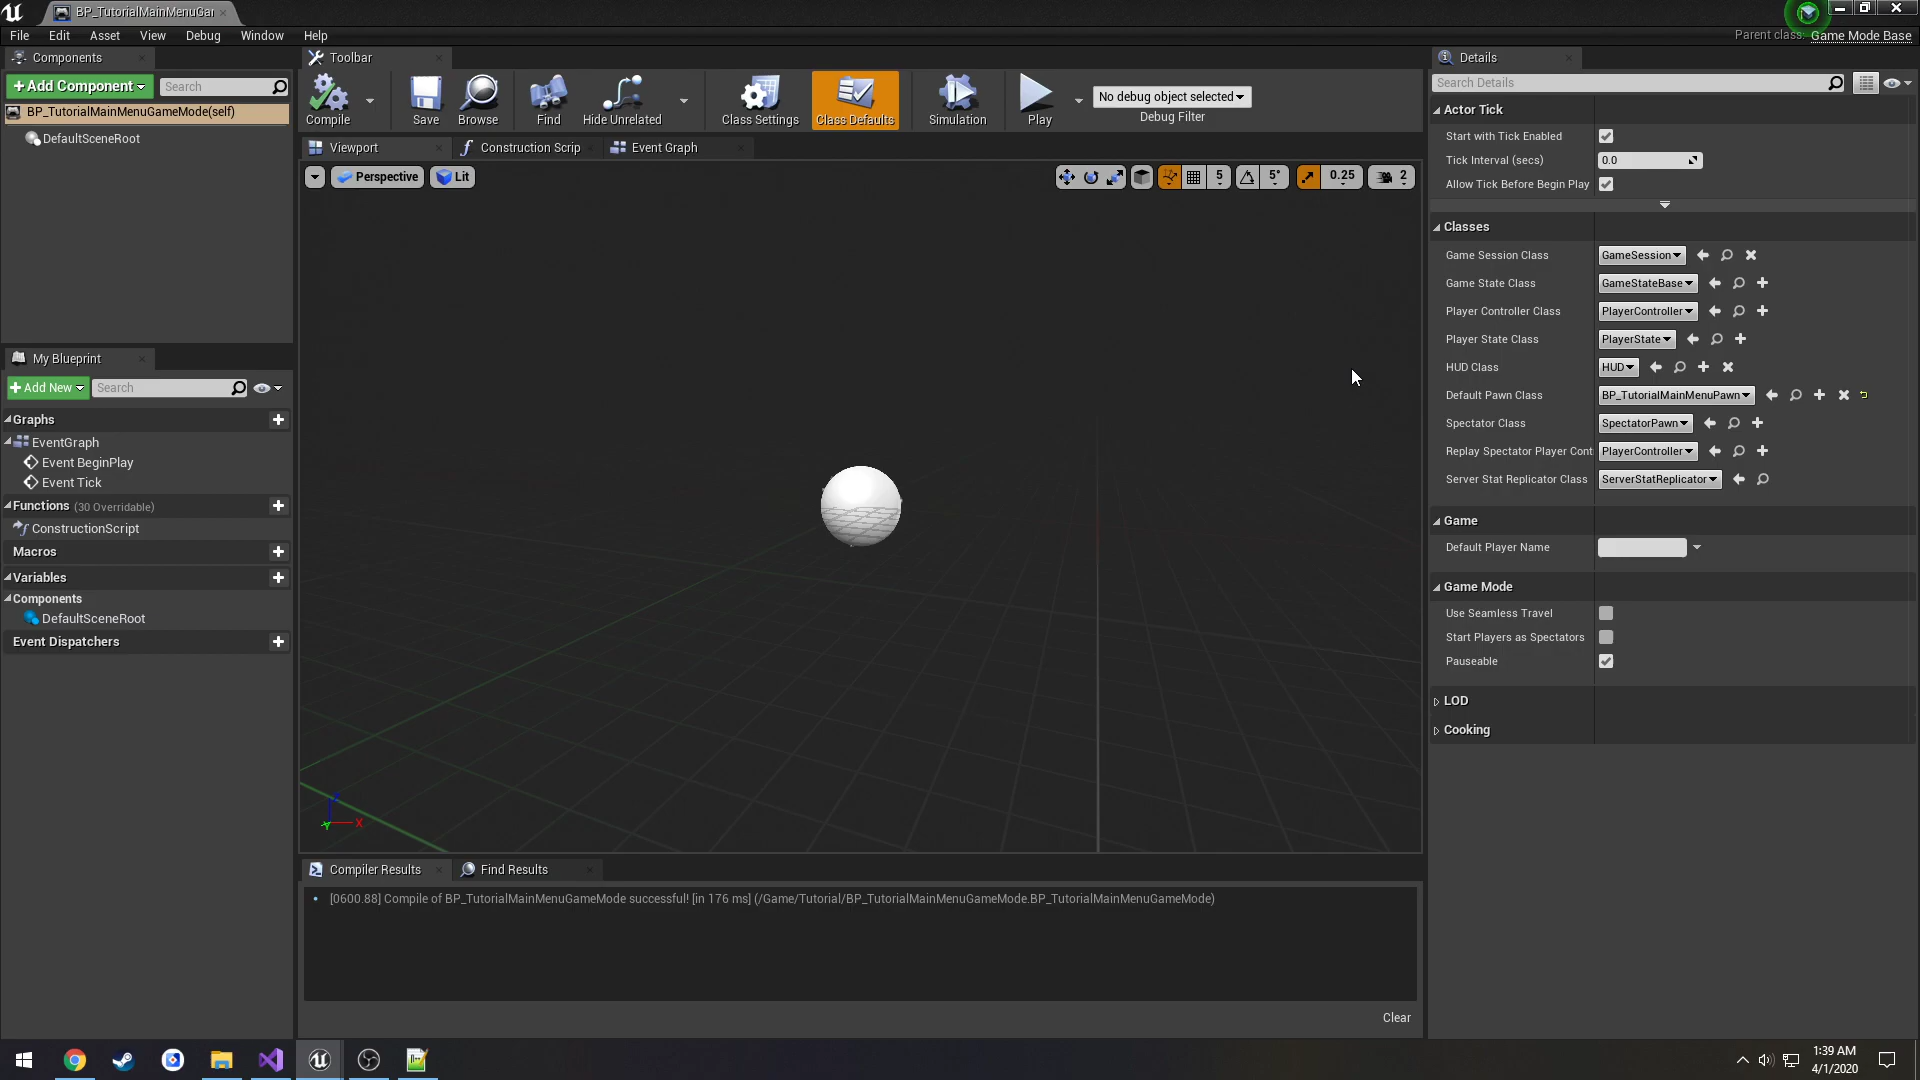 BP_TutorialMainMenuGar
File Edit Asset View Debug Window Help
Parent class: Game Mode Base
Components
+ Add Component
Search
BP_TutorialMainMenuGameMode(self)
DefaultSceneRoot
My Blueprint
+ Add New
Search
Graphs
EventGraph
Event BeginPlay
Event Tick
Functions (30 Overridable)
ConstructionScript
Macros
Variables
Components
DefaultSceneRoot
Event Dispatchers
Toolbar
Compile
Save
Browse
Find
Hide Unrelated
Class Settings
Class Defaults
Simulation
Play
No debug object selected
Debug Filter
Viewport
Construction Scrip
Event Graph
Perspective
Lit
5
5°
0.25
2
X
Y
Compiler Results
Find Results
[0600.88] Compile of BP_TutorialMainMenuGameMode successful! [in 176 ms] (/Game/Tutorial/BP_TutorialMainMenuGameMode.BP_TutorialMainMenuGameMode)
Clear
Details
Search Details
Actor Tick
Start with Tick Enabled
Tick Interval (secs) 0.0
Allow Tick Before Begin Play
Classes
Game Session Class GameSession
Game State Class GameStateBase
Player Controller Class PlayerController
Player State Class PlayerState
HUD Class HUD
Default Pawn Class BP_TutorialMainMenuPawn
Spectator Class SpectatorPawn
Replay Spectator Player Cont PlayerController
Server Stat Replicator Class ServerStatReplicator
Game
Default Player Name
Game Mode
Use Seamless Travel
Start Players as Spectators
Pauseable
LOD
Cooking
1:39 AM
4/1/2020